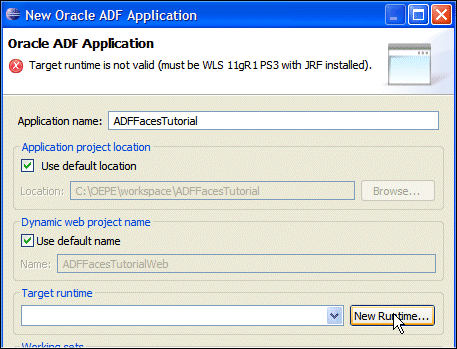 New Oracle ADF Application
Oracle ADF Application
Target runtime is not valid (must be WLS 11gR1 PS3 with JRF installed).
Application name: ADFFacesTutorial
Application project location
Use default location
Location: C:\OEPE\workspace\ADFFacesTutorial Browse...
Dynamic web project name
Use default name
Name: ADFFacesTutorialWeb
Target runtime
New Runtime...
Working sets